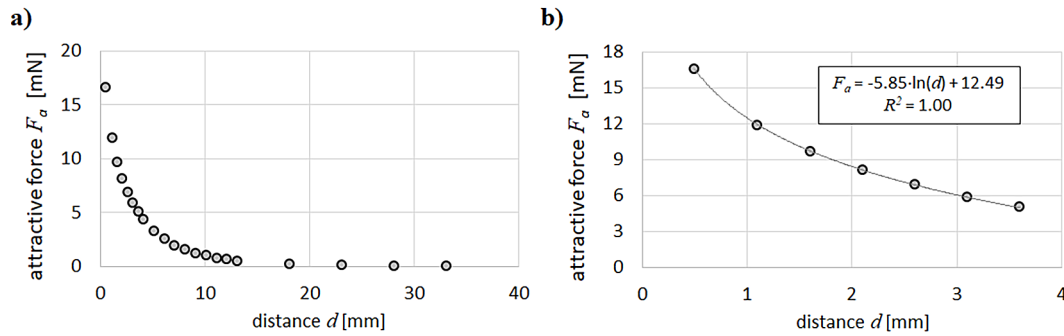 a)
attractive force Fₐ [mN]
20
15
10
5
0
0 10 20 30 40
distance d [mm]
b)
attractive force Fₐ [mN]
18
15
12
9
6
3
0
Fₐ = -5.85·ln(d) + 12.49
R² = 1.00
0 1 2 3 4
distance d [mm]